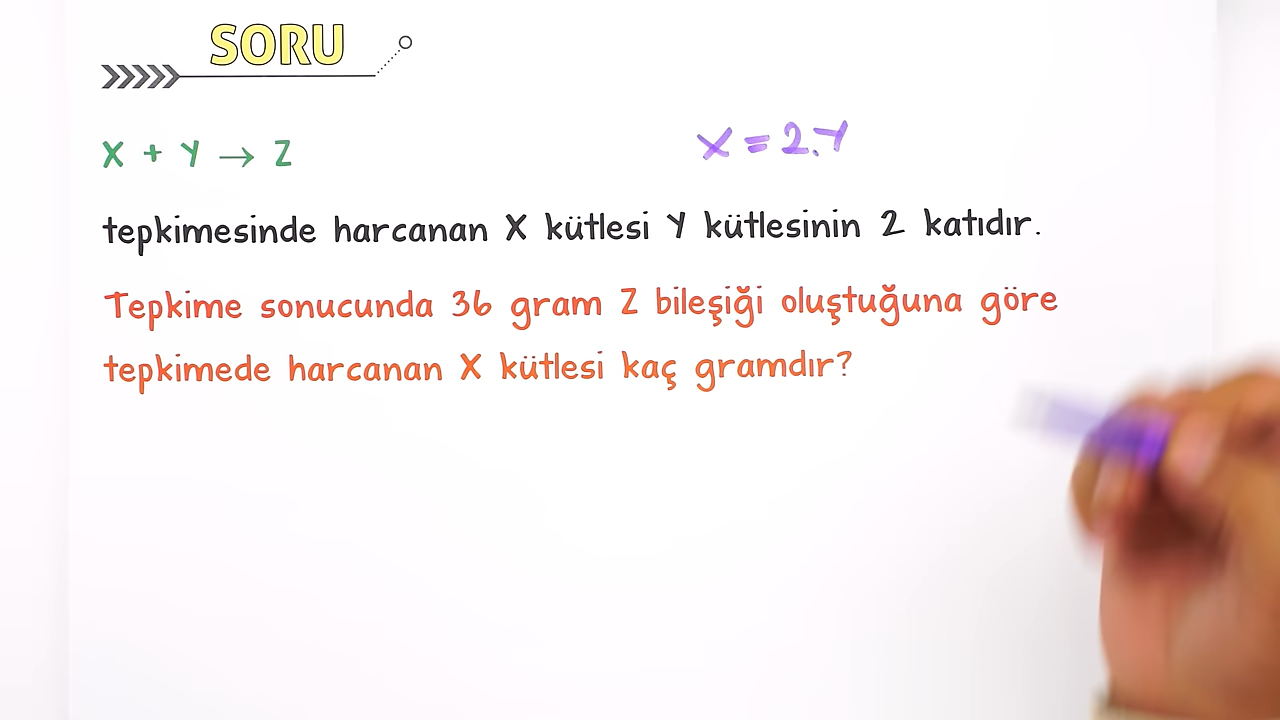 SORU
X + Y → Z
X = 2.Y
tepkimesinde harcanan X kütlesi Y kütlesinin 2 katıdır.
Tepkime sonucunda 36 gram Z bileşiği oluştuğuna göre
tepkimede harcanan X kütlesi kaç gramdır?